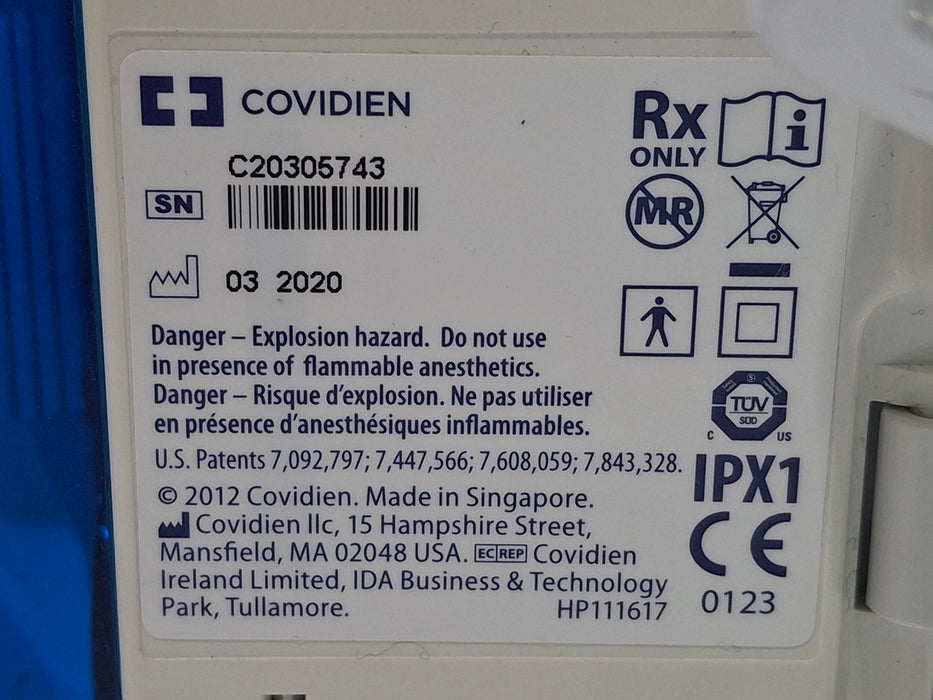 COVIDIEN
C20305743
SN
03 2020
Rx
ONLY
i
MR
Danger – Explosion hazard. Do not use
in presence of flammable anesthetics.
Danger – Risque d’explosion. Ne pas utiliser
en présence d’anesthésiques inflammables.
U.S. Patents 7,092,797; 7,447,566; 7,608,059; 7,843,328.
© 2012 Covidien. Made in Singapore.
Covidien llc, 15 Hampshire Street,
Mansfield, MA 02048 USA. EC REP Covidien
Ireland Limited, IDA Business & Technology
Park, Tullamore. HP111617
TÜV
SÜD
C US
IPX1
CE
0123